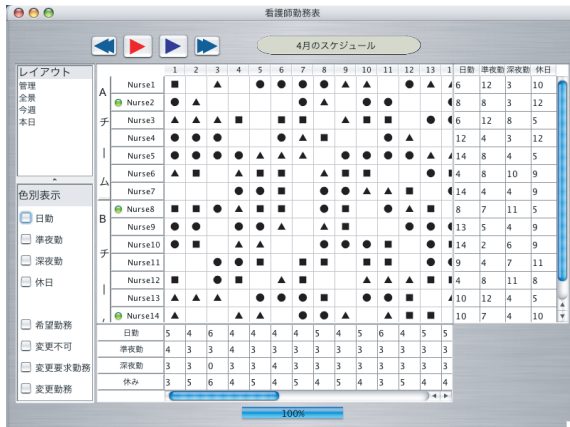 看護師勤務表
4月のスケジュール
レイアウト
管理
全景
今週
本日
色別表示
日勤
準夜勤
深夜勤
休日
希望勤務
変更不可
変更要求勤務
変更勤務
1 2 3 4 5 6 7 8 9 10 11 12 13 1 日勤 準夜勤 深夜勤 休日
Aチーム
Nurse1 6 12 3 10
Nurse2 8 8 3 12
Nurse3 6 12 8 5
Nurse4 12 4 3 12
Nurse5 14 8 4 5
Nurse6 4 8 10 9
Nurse7 14 4 4 9
Bチー
Nurse8 8 7 11 5
Nurse9 13 5 4 9
Nurse10 14 2 6 9
Nurse11 9 4 7 11
Nurse12 4 8 11 8
Nurse13 10 12 4 5
Nurse14 10 7 4 10
日勤 5 4 6 4 4 4 4 5 4 5 6 4 5 5
準夜勤 4 3 3 4 3 3 3 3 3 3 3 3 3 3
深夜勤 3 3 0 3 3 4 3 3 3 3 3 3 3 3
休み 3 5 6 4 5 4 5 4 5 4 3 5 4 4
100%